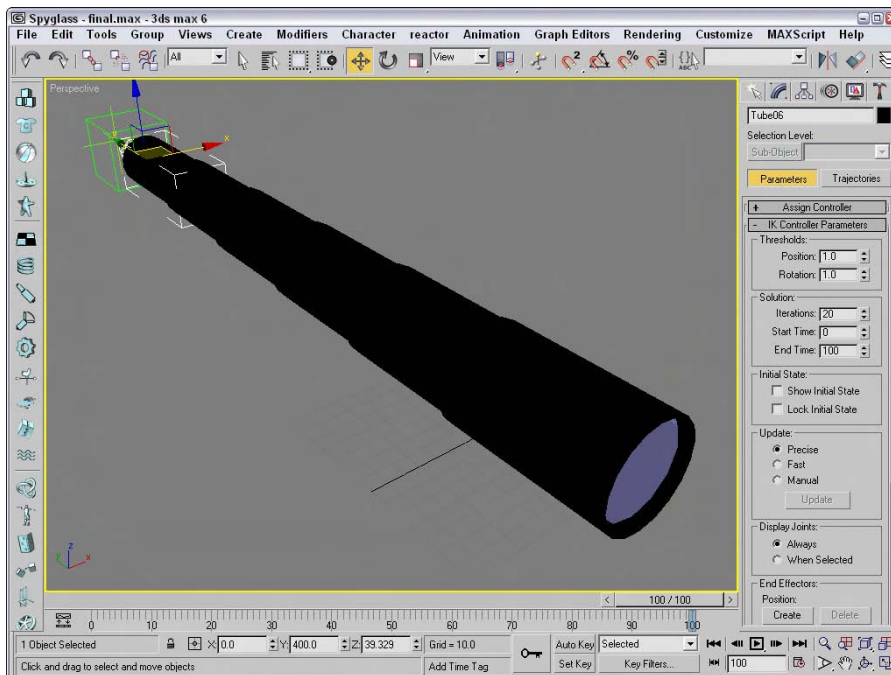 Spyglass - final.max - 3ds max 6
File Edit Tools Group Views Create Modifiers Character reactor Animation Graph Editors Rendering Customize MAXScript Help
All
View
Perspective
x
z
x
Tube06
Selection Level:
Sub-Object
Parameters Trajectories
+ Assign Controller
- IK Controller Parameters
Thresholds:
Position: 1.0
Rotation: 1.0
Solution:
Iterations: 20
Start Time: 0
End Time: 100
Initial State:
Show Initial State
Lock Initial State
Update:
Precise
Fast
Manual
Update
Display Joints:
Always
When Selected
End Effectors:
Position:
Create Delete
< 100 / 100 >
0 10 20 30 40 50 60 70 80 90 100
1 Object Selected X: 0.0 Y: 400.0 Z: 39.329 Grid = 10.0 Auto Key Selected
Click and drag to select and move objects Add Time Tag Set Key Key Filters... 100